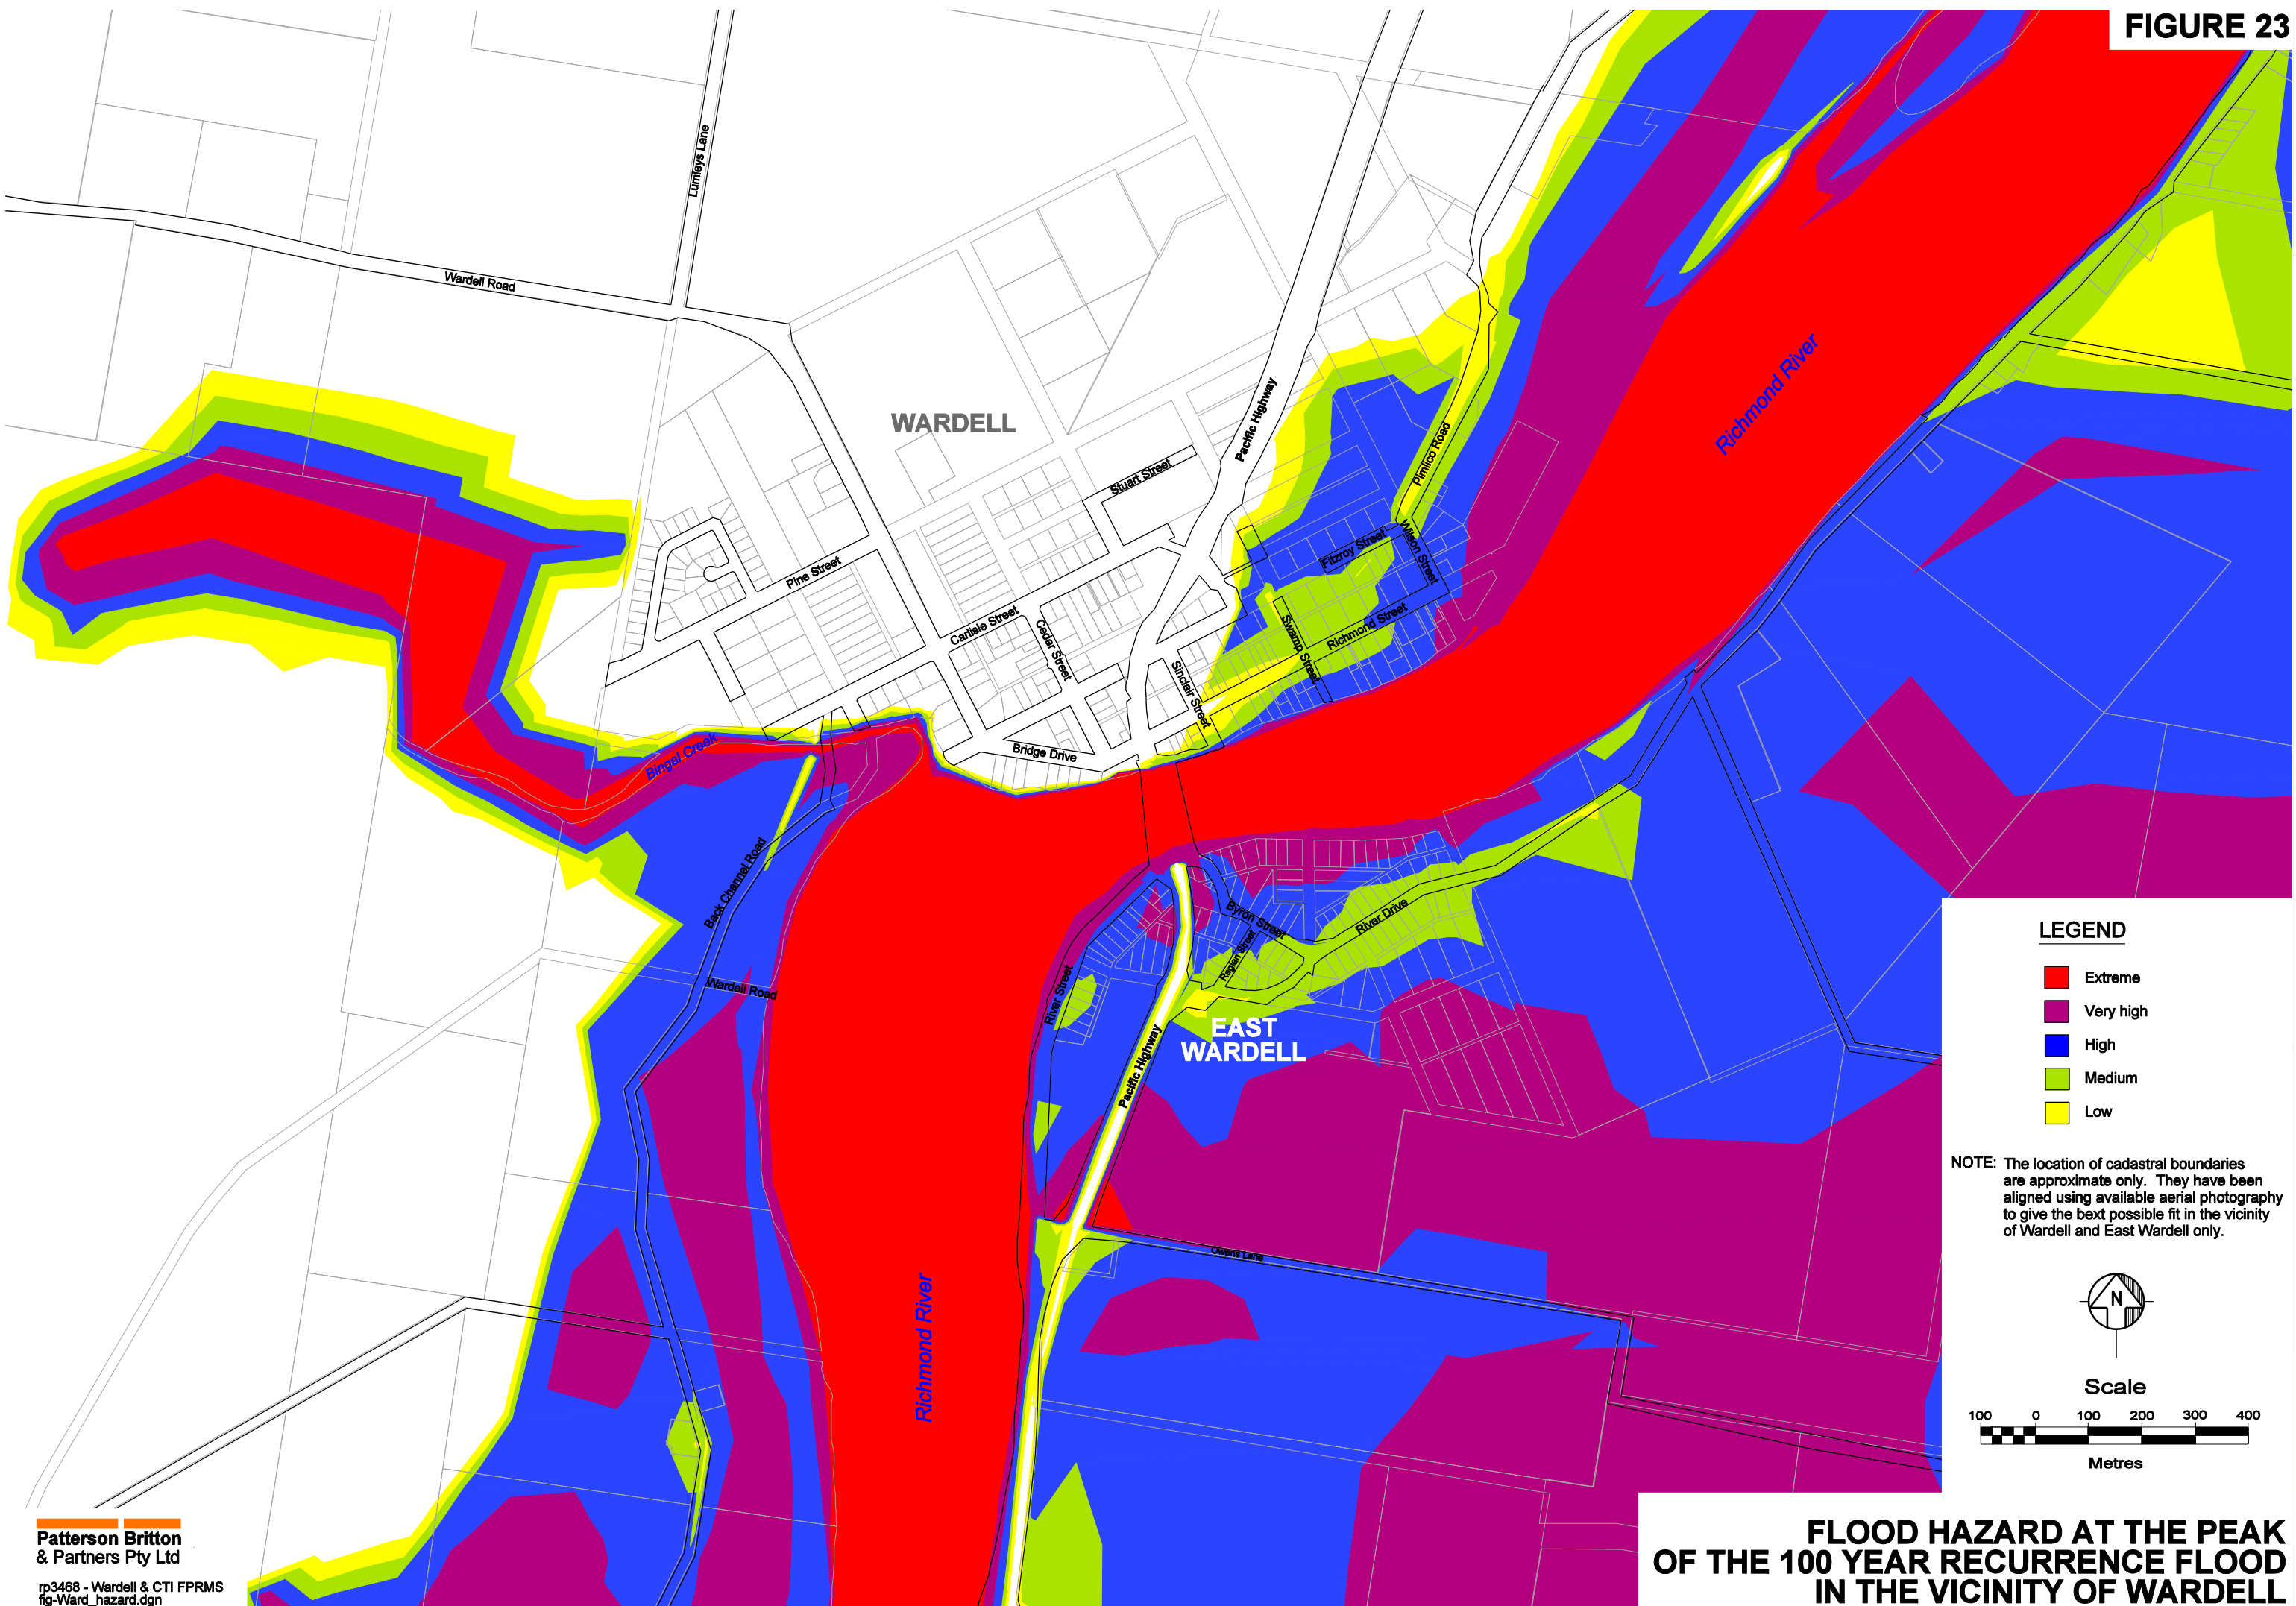 FIGURE 23
Lumleys Lane
Wardell Road
WARDELL
Pacific Highway
Richmond River
Pimlico Road
Stuart Street
Pine Street
Fitzroy Street
Wilson Street
Carlisle Street
Cedar Street
Swamp Street
Richmond Street
Sinclair Street
Bridge Drive
Bingal Creek
Back Channel Road
Byron Street
River Drive
Raglan Street
Wardell Road
River Street
EAST
WARDELL
Pacific Highway
Owens Lane
Richmond River
LEGEND
Extreme
Very high
High
Medium
Low
NOTE: The location of cadastral boundaries
are approximate only. They have been
aligned using available aerial photography
to give the bext possible fit in the vicinity
of Wardell and East Wardell only.
N
Scale
100 0 100 200 300 400
Metres
Patterson Britton
& Partners Pty Ltd
rp3468 - Wardell & CTI FPRMS
fig-Ward_hazard.dgn
FLOOD HAZARD AT THE PEAK
OF THE 100 YEAR RECURRENCE FLOOD
IN THE VICINITY OF WARDELL